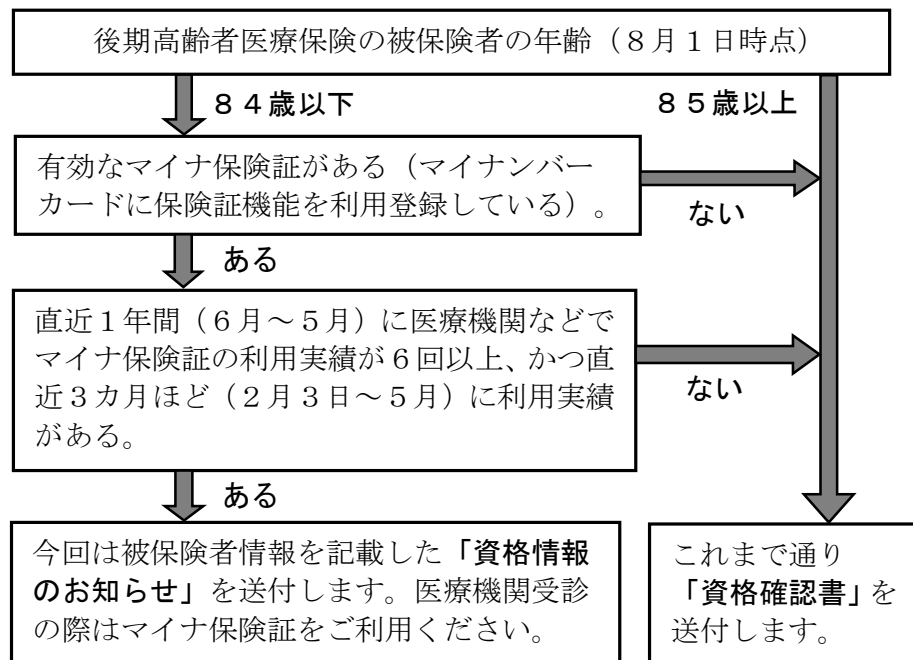 後期高齢者医療保険の被保険者の年齢（８月１日時点）
８４歳以下
８５歳以上
有効なマイナ保険証がある（マイナンバー
カードに保険証機能を利用登録している）。
ない
ある
直近１年間（６月～５月）に医療機関などで
マイナ保険証の利用実績が６回以上、かつ直
近３カ月ほど（２月３日～５月）に利用実績
がある。
ない
ある
今回は被保険者情報を記載した「資格情報
のお知らせ」を送付します。医療機関受診
の際はマイナ保険証をご利用ください。
これまで通り
「資格確認書」を
送付します。